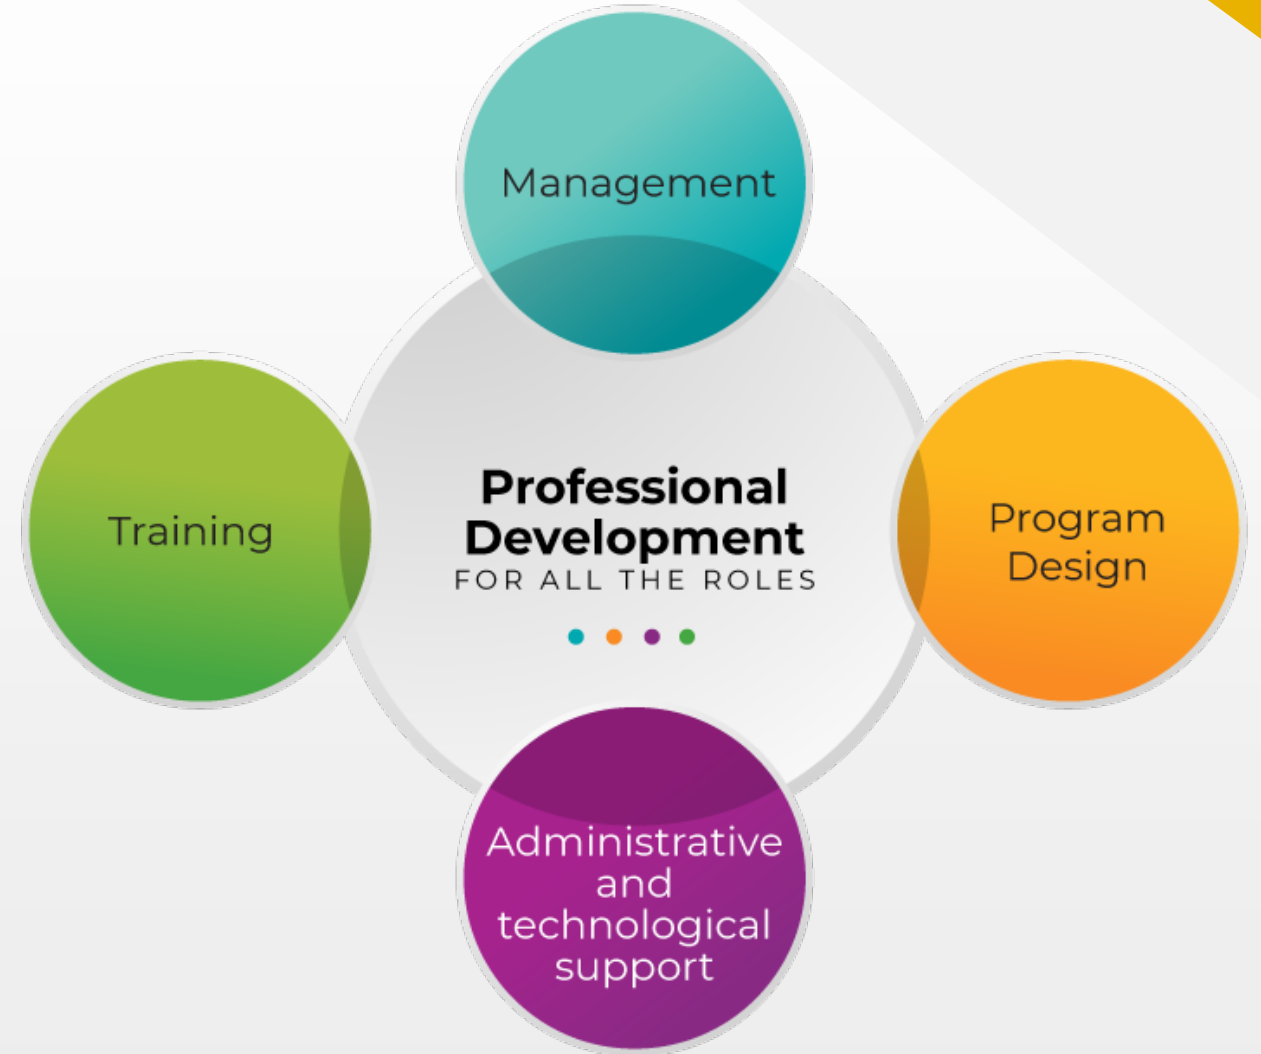 Management
Training
Professional
Development
FOR ALL THE ROLES
Program
Design
Administrative
and
technological
support